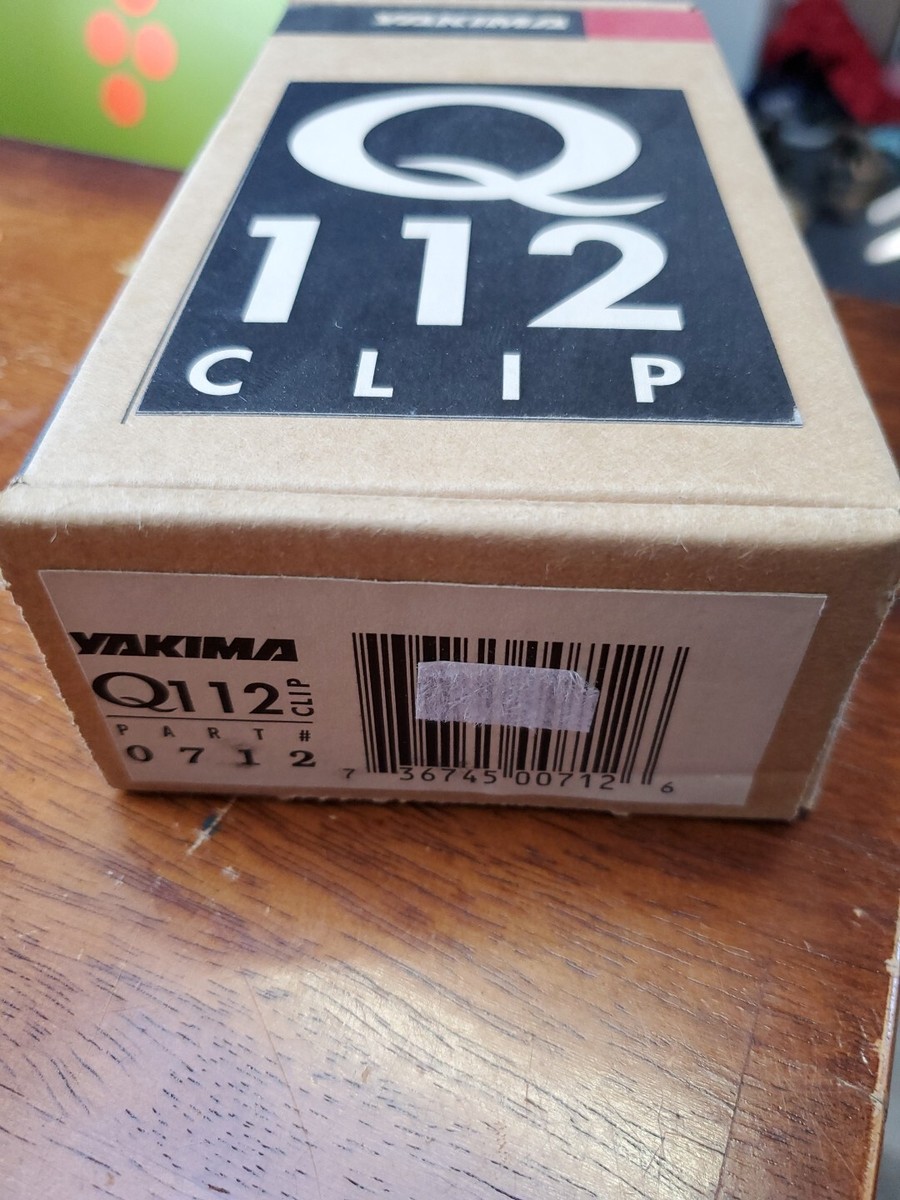 YAKIMA
Q
112
CLIP
YAKIMA
Q112 CLIP
PART #
0712
7 36745 00712 6